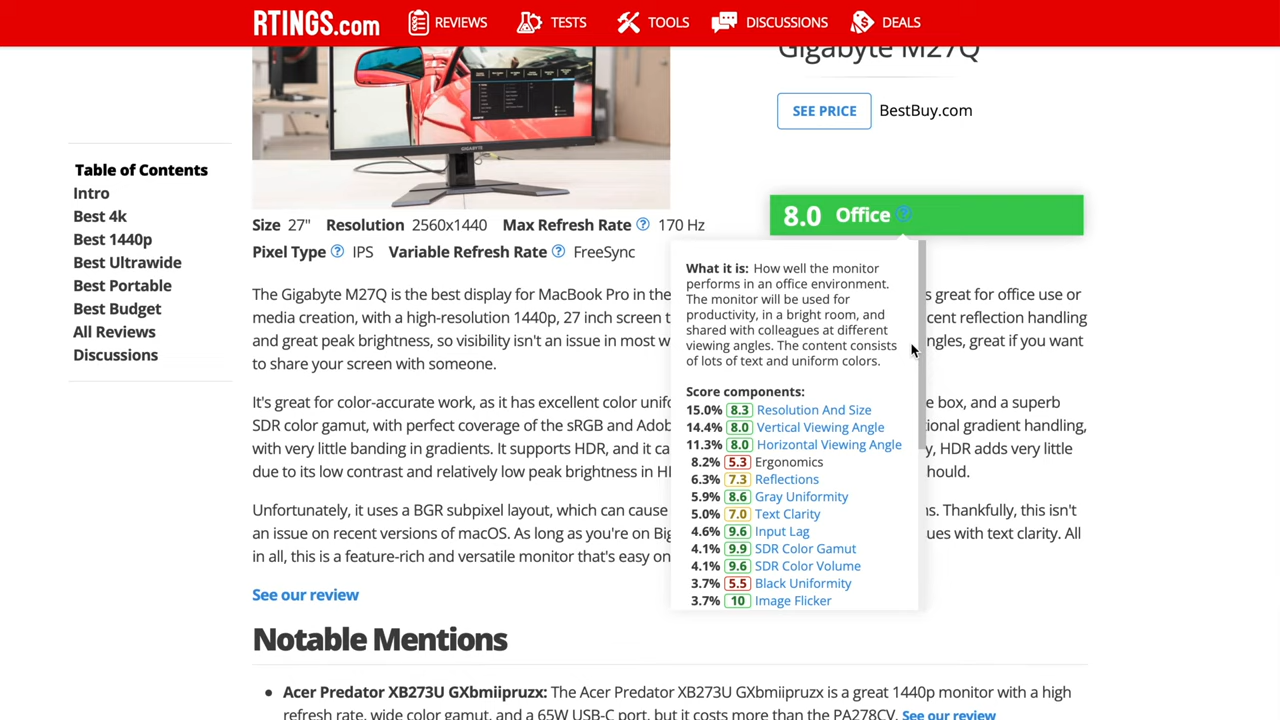 RTINGS.com REVIEWS TESTS TOOLS DISCUSSIONS DEALS
Gigabyte M27Q
SEE PRICE BestBuy.com
GIGABYTE
Table of Contents
Intro
Best 4k
Best 1440p
Best Ultrawide
Best Portable
Best Budget
All Reviews
Discussions
8.0 Office ?
Size 27" Resolution 2560x1440 Max Refresh Rate ? 170 Hz
Pixel Type ? IPS Variable Refresh Rate ? FreeSync
The Gigabyte M27Q is the best display for MacBook Pro in the
s great for office use or
media creation, with a high-resolution 1440p, 27 inch screen t
cent reflection handling
and great peak brightness, so visibility isn't an issue in most w
ngles, great if you want
to share your screen with someone.
It's great for color-accurate work, as it has excellent color unifo
e box, and a superb
SDR color gamut, with perfect coverage of the sRGB and Adob
ional gradient handling,
with very little banding in gradients. It supports HDR, and it ca
y, HDR adds very little
due to its low contrast and relatively low peak brightness in H
hould.
Unfortunately, it uses a BGR subpixel layout, which can cause
ns. Thankfully, this isn't
an issue on recent versions of macOS. As long as you're on Big
ues with text clarity. All
in all, this is a feature-rich and versatile monitor that's easy on
See our review
What it is: How well the monitor
performs in an office environment.
The monitor will be used for
productivity, in a bright room, and
shared with colleagues at different
viewing angles. The content consists
of lots of text and uniform colors.
Score components:
15.0% 8.3 Resolution And Size
14.4% 8.0 Vertical Viewing Angle
11.3% 8.0 Horizontal Viewing Angle
8.2% 5.3 Ergonomics
6.3% 7.3 Reflections
5.9% 8.6 Gray Uniformity
5.0% 7.0 Text Clarity
4.6% 9.6 Input Lag
4.1% 9.9 SDR Color Gamut
4.1% 9.6 SDR Color Volume
3.7% 5.5 Black Uniformity
3.7% 10 Image Flicker
Notable Mentions
• Acer Predator XB273U GXbmiipruzx: The Acer Predator XB273U GXbmiipruzx is a great 1440p monitor with a high
refresh rate, wide color gamut, and a 65W USB-C port, but it costs more than the PA278CV. See our review